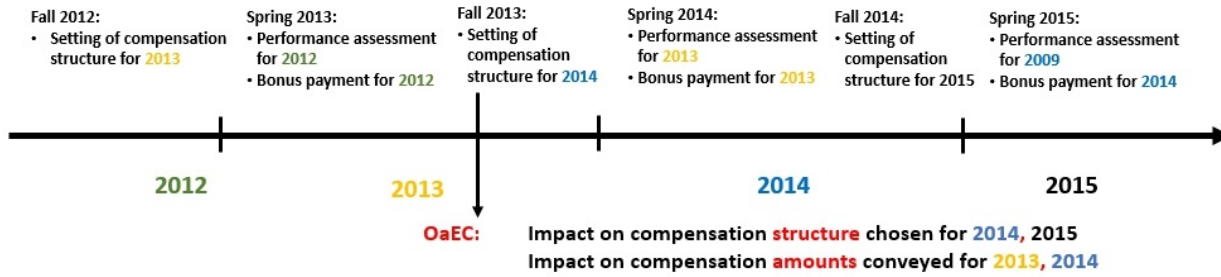 Fall 2012:
• Setting of compensation
structure for 2013
Spring 2013:
• Performance assessment
for 2012
• Bonus payment for 2012
Fall 2013:
• Setting of
compensation
structure for 2014
Spring 2014:
• Performance assessment
for 2013
• Bonus payment for 2013
Fall 2014:
• Setting of
compensation
structure for 2015
Spring 2015:
• Performance assessment
for 2009
• Bonus payment for 2014
2012
2013
2014
2015
OaEC: Impact on compensation structure chosen for 2014, 2015
Impact on compensation amounts conveyed for 2013, 2014